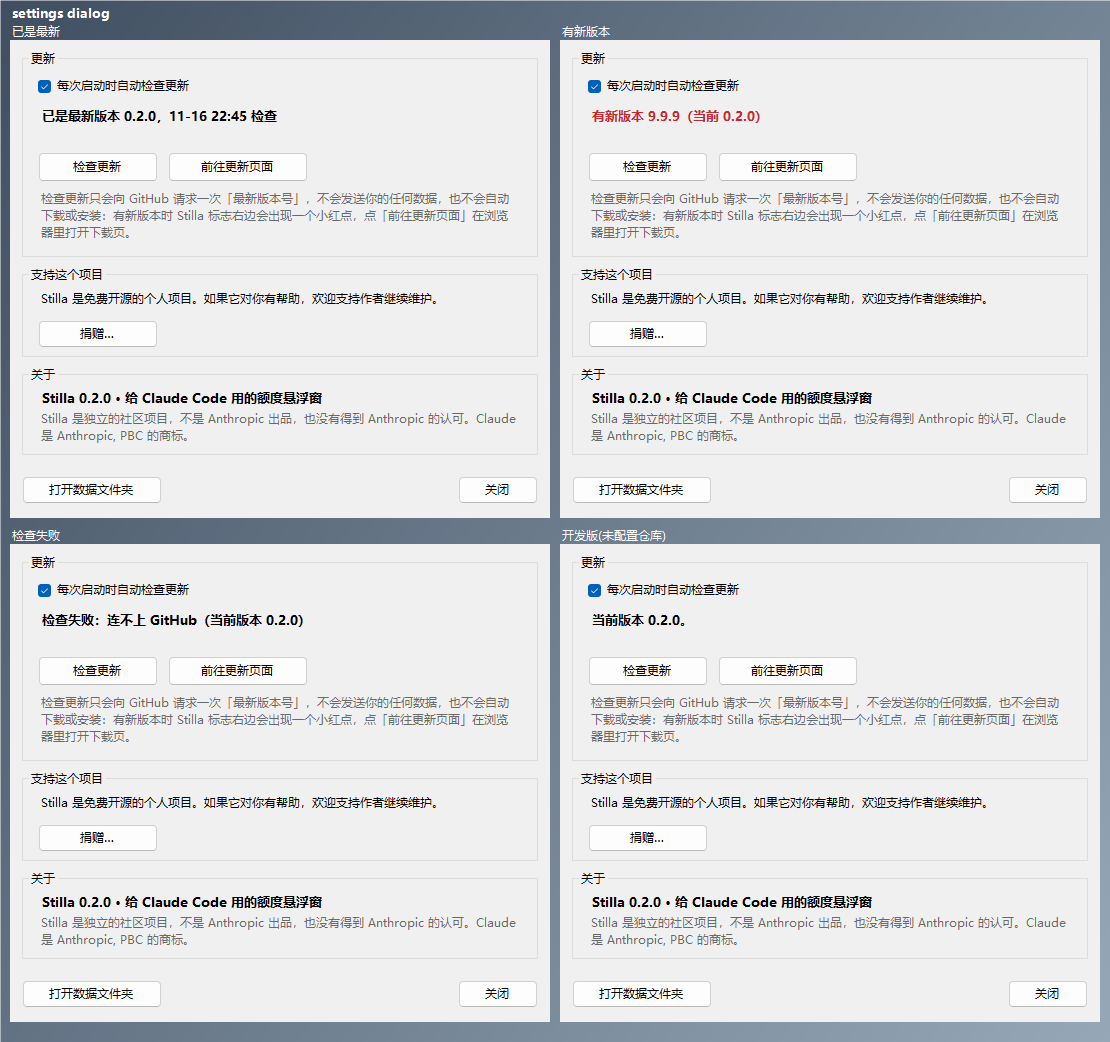 settings dialog
已是最新
更新
每次启动时自动检查更新
已是最新版本 0.2.0，11-16 22:45 检查
检查更新
前往更新页面
检查更新只会向 GitHub 请求一次「最新版本号」，不会发送你的任何数据，也不会自动
下载或安装：有新版本时 Stilla 标志右边会出现一个小红点，点「前往更新页面」在浏览
器里打开下载页。
支持这个项目
Stilla 是免费开源的个人项目。如果它对你有帮助，欢迎支持作者继续维护。
捐赠...
关于
Stilla 0.2.0 • 给 Claude Code 用的额度悬浮窗
Stilla 是独立的社区项目，不是 Anthropic 出品，也没有得到 Anthropic 的认可。Claude
是 Anthropic, PBC 的商标。
打开数据文件夹
关闭
有新版本
更新
每次启动时自动检查更新
有新版本 9.9.9（当前 0.2.0）
检查更新
前往更新页面
检查更新只会向 GitHub 请求一次「最新版本号」，不会发送你的任何数据，也不会自动
下载或安装：有新版本时 Stilla 标志右边会出现一个小红点，点「前往更新页面」在浏览
器里打开下载页。
支持这个项目
Stilla 是免费开源的个人项目。如果它对你有帮助，欢迎支持作者继续维护。
捐赠...
关于
Stilla 0.2.0 • 给 Claude Code 用的额度悬浮窗
Stilla 是独立的社区项目，不是 Anthropic 出品，也没有得到 Anthropic 的认可。Claude
是 Anthropic, PBC 的商标。
打开数据文件夹
关闭
检查失败
更新
每次启动时自动检查更新
检查失败：连不上 GitHub（当前版本 0.2.0）
检查更新
前往更新页面
检查更新只会向 GitHub 请求一次「最新版本号」，不会发送你的任何数据，也不会自动
下载或安装：有新版本时 Stilla 标志右边会出现一个小红点，点「前往更新页面」在浏览
器里打开下载页。
支持这个项目
Stilla 是免费开源的个人项目。如果它对你有帮助，欢迎支持作者继续维护。
捐赠...
关于
Stilla 0.2.0 • 给 Claude Code 用的额度悬浮窗
Stilla 是独立的社区项目，不是 Anthropic 出品，也没有得到 Anthropic 的认可。Claude
是 Anthropic, PBC 的商标。
打开数据文件夹
关闭
开发版(未配置仓库)
更新
每次启动时自动检查更新
当前版本 0.2.0。
检查更新
前往更新页面
检查更新只会向 GitHub 请求一次「最新版本号」，不会发送你的任何数据，也不会自动
下载或安装：有新版本时 Stilla 标志右边会出现一个小红点，点「前往更新页面」在浏览
器里打开下载页。
支持这个项目
Stilla 是免费开源的个人项目。如果它对你有帮助，欢迎支持作者继续维护。
捐赠...
关于
Stilla 0.2.0 • 给 Claude Code 用的额度悬浮窗
Stilla 是独立的社区项目，不是 Anthropic 出品，也没有得到 Anthropic 的认可。Claude
是 Anthropic, PBC 的商标。
打开数据文件夹
关闭